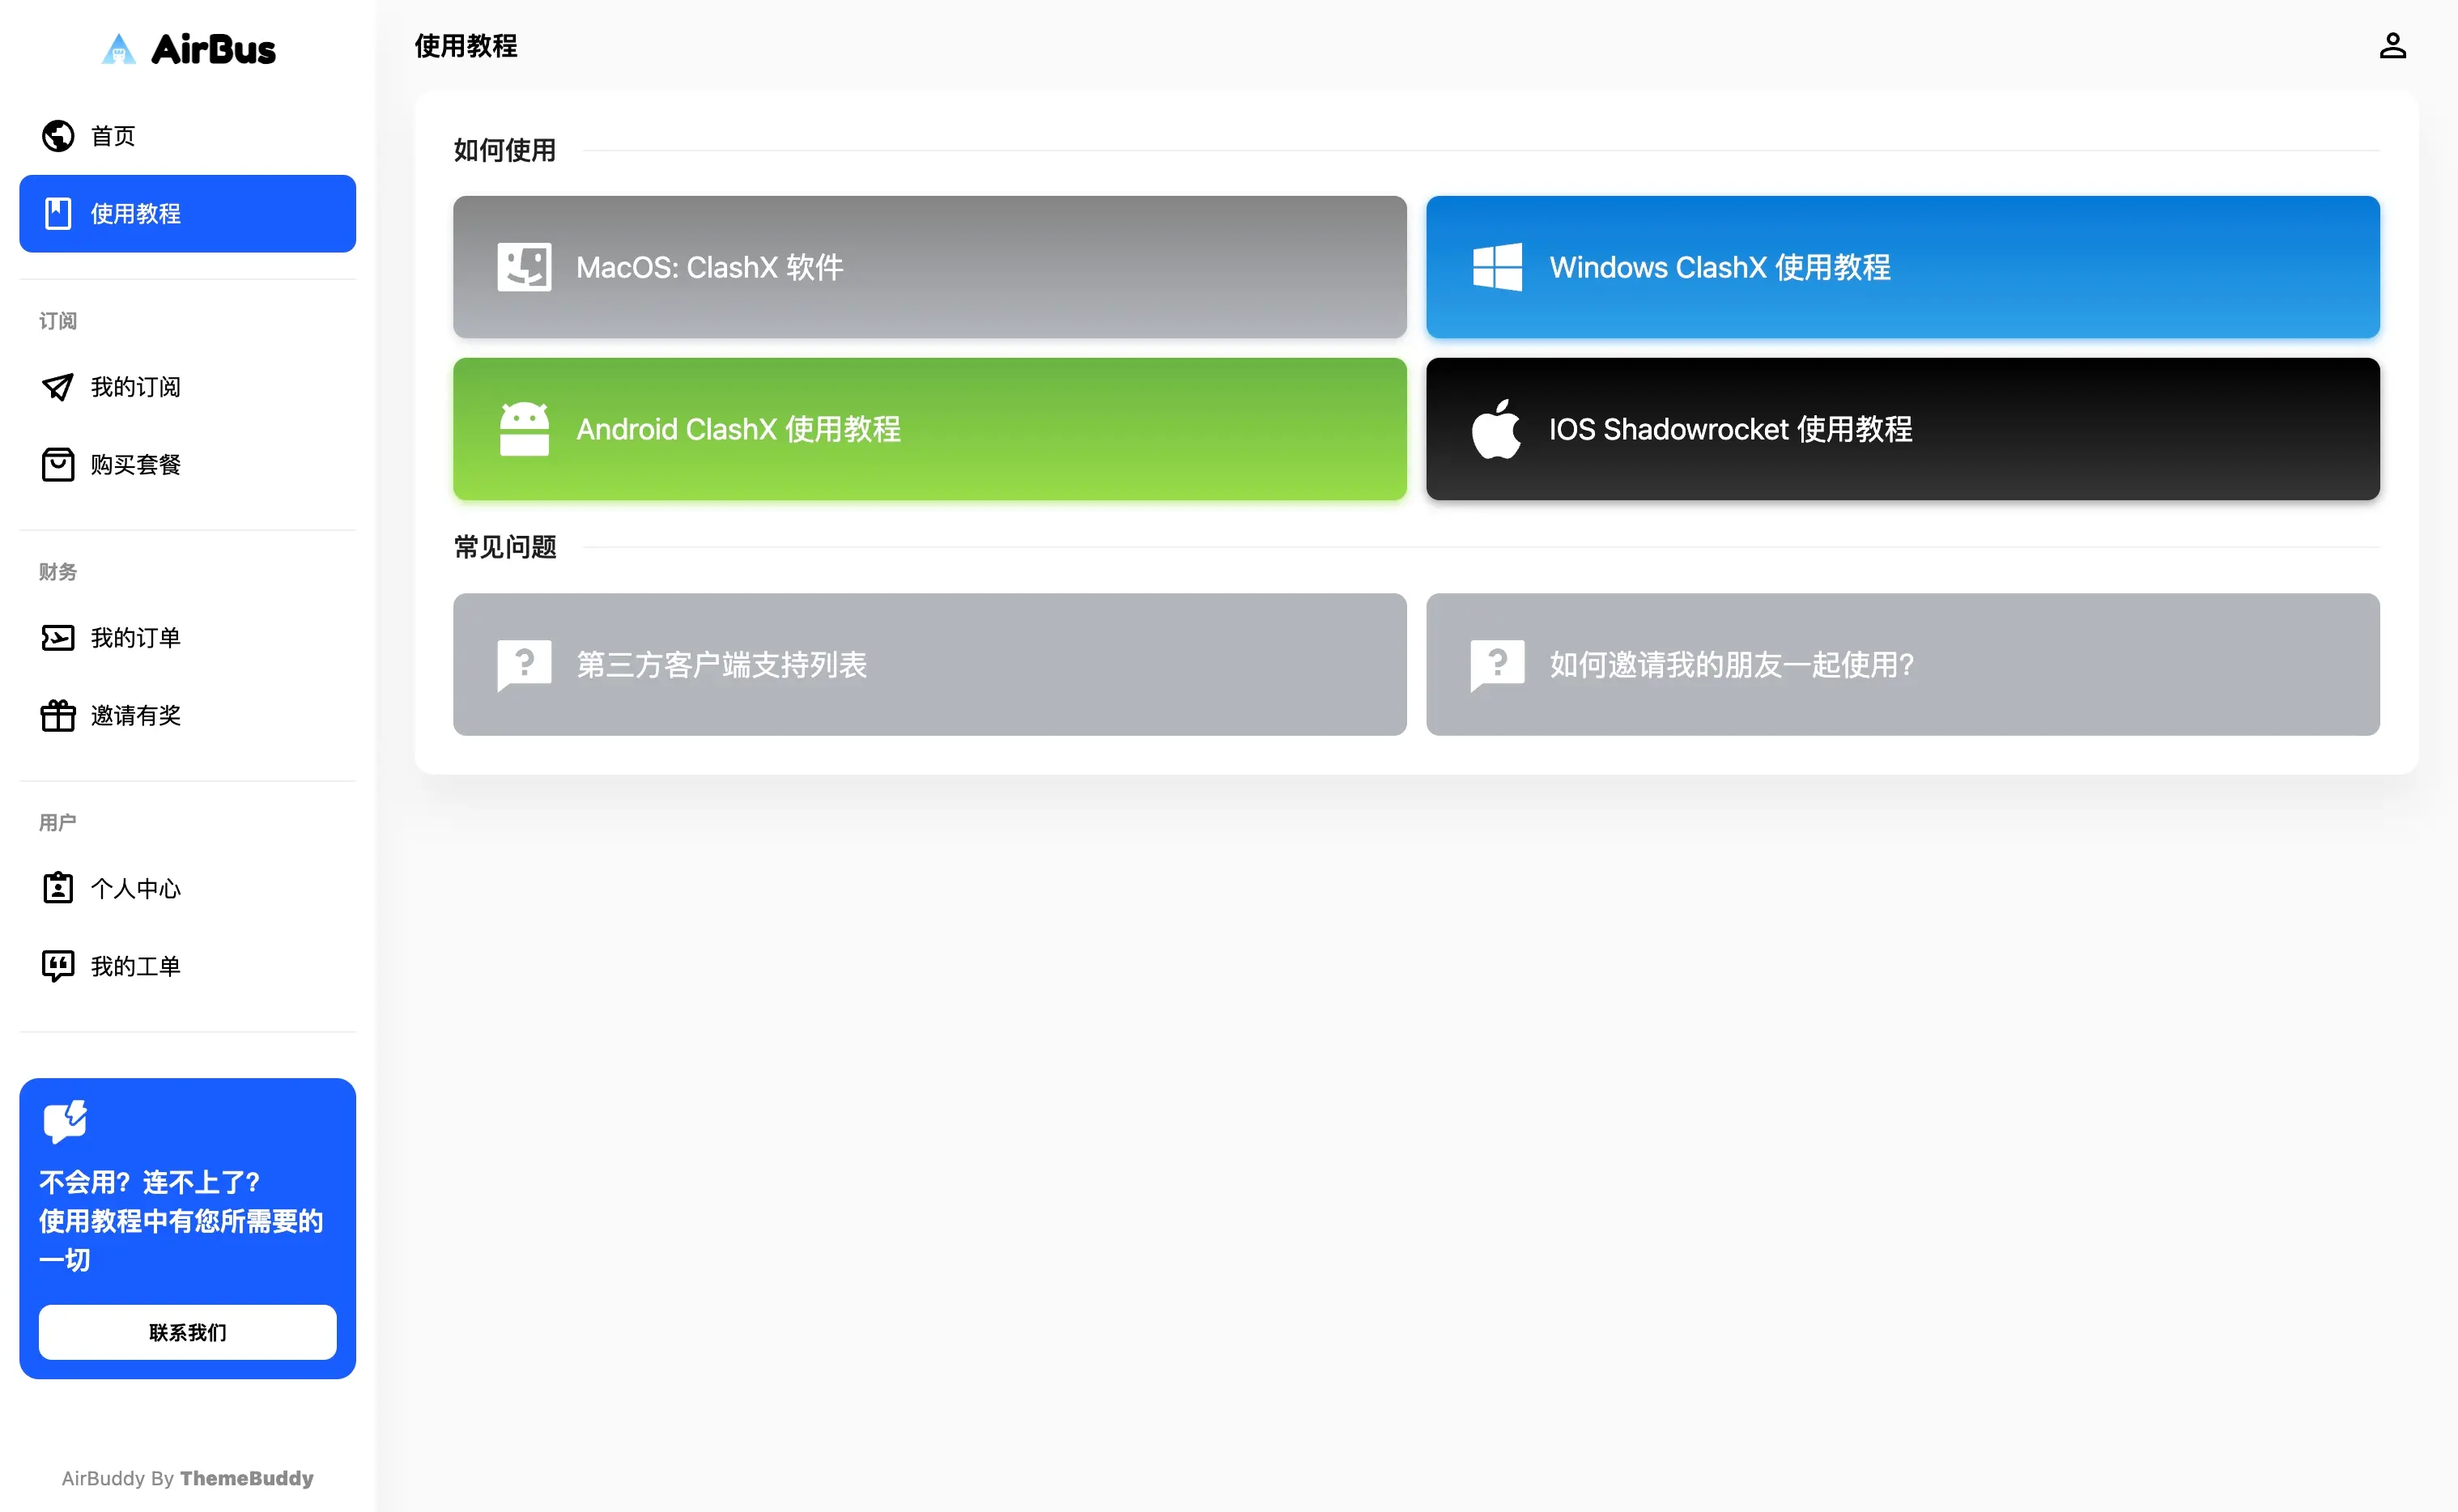 AirBus
首页
使用教程
订阅
我的订阅
购买套餐
财务
我的订单
邀请有奖
用户
个人中心
我的工单
不会用？连不上了？
使用教程中有您所需要的
一切
联系我们
AirBuddy By ThemeBuddy
使用教程
如何使用
MacOS: ClashX 软件
Windows ClashX 使用教程
Android ClashX 使用教程
IOS Shadowrocket 使用教程
常见问题
第三方客户端支持列表
如何邀请我的朋友一起使用?